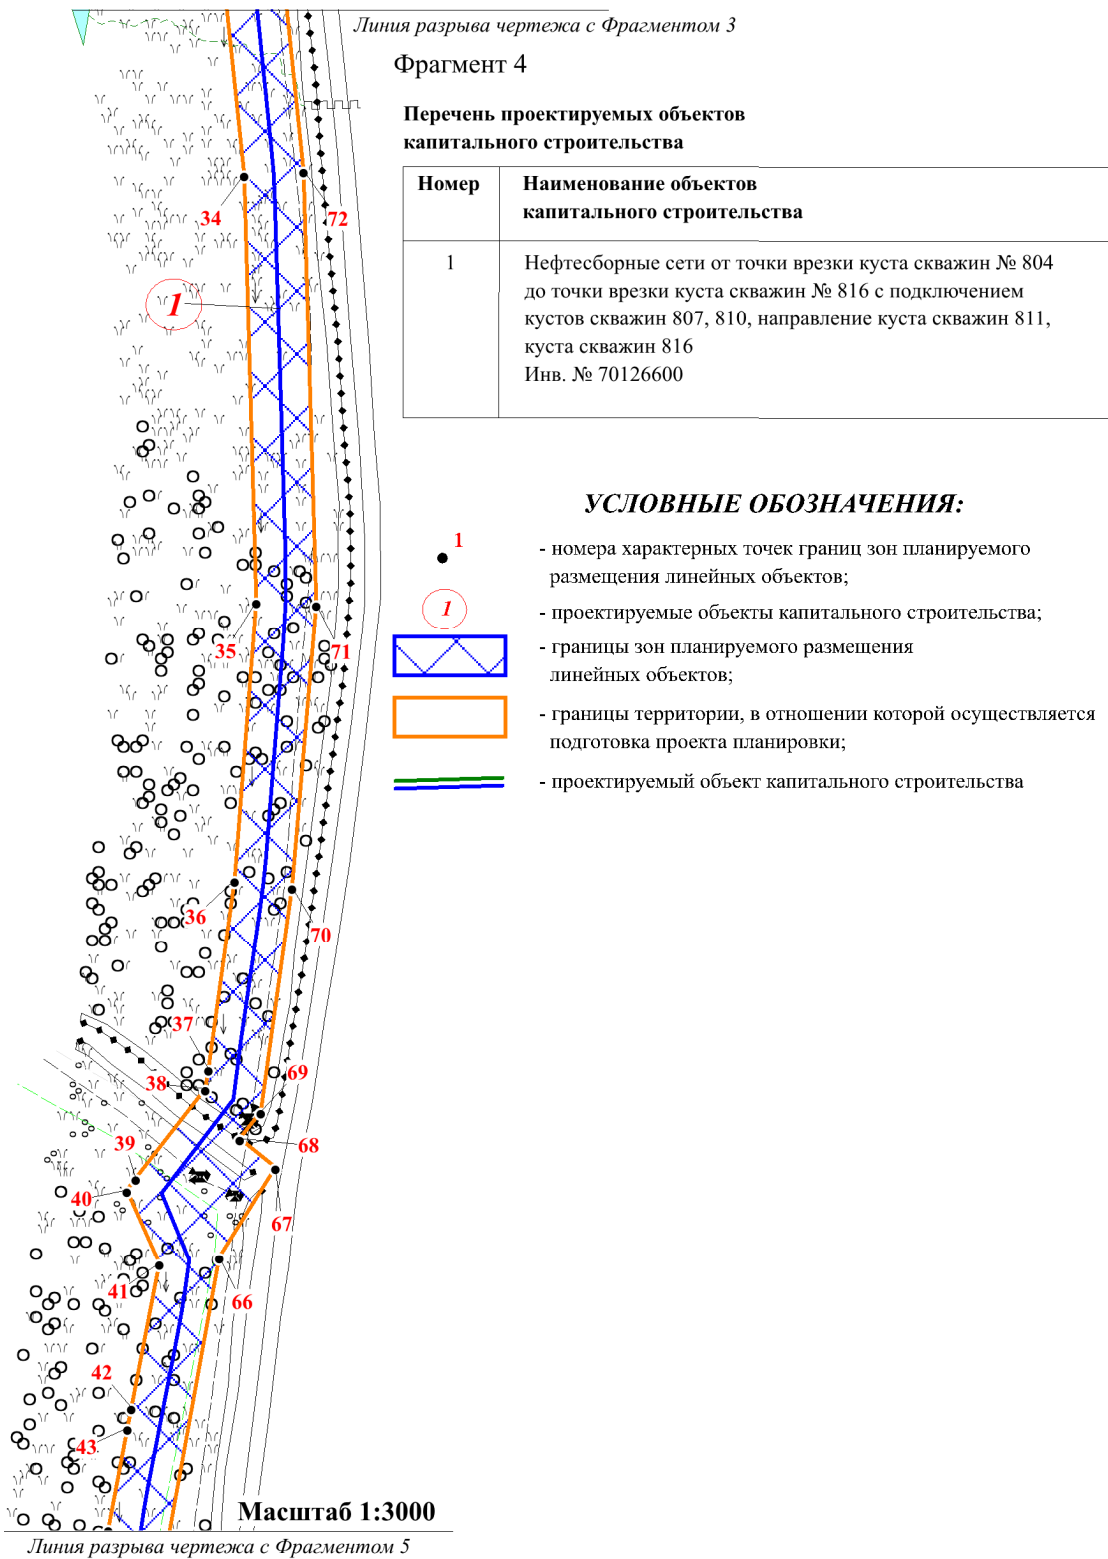 Линия разрыва чертежа с Фрагментом 3
Фрагмент 4
Перечень проектируемых объектов
капитального строительства
Номер
Наименование объектов
капитального строительства
1
Нефтесборные сети от точки врезки куста скважин № 804
до точки врезки куста скважин № 816 с подключением
кустов скважин 807, 810, направление куста скважин 811,
куста скважин 816
Инв. № 70126600
УСЛОВНЫЕ ОБОЗНАЧЕНИЯ:
1
- номера характерных точек границ зон планируемого
размещения линейных объектов;
1
- проектируемые объекты капитального строительства;
- границы зон планируемого размещения
линейных объектов;
- границы территории, в отношении которой осуществляется
подготовка проекта планировки;
- проектируемый объект капитального строительства
34
72
1
35
71
36
70
37
38
69
39
68
40
67
41
66
42
43
Масштаб 1:3000
Линия разрыва чертежа с Фрагментом 5